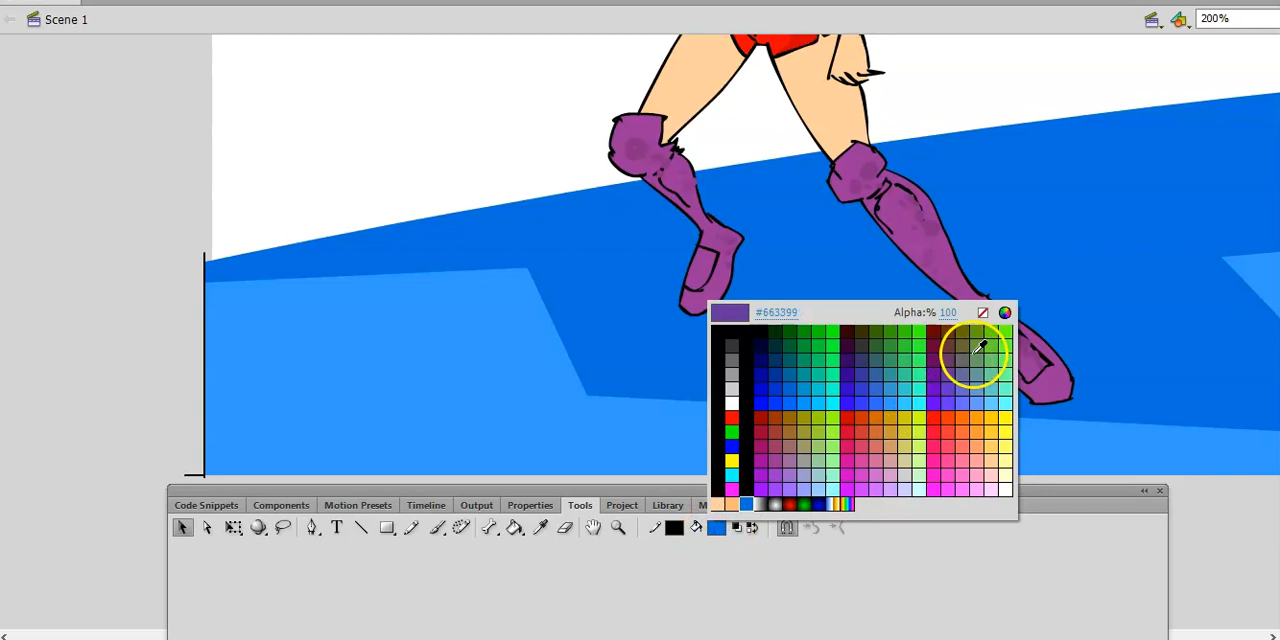 Scene 1
200%
#663399 Alpha:% 100
Code Snippets Components Motion Presets Timeline Output Properties Tools Project Library M
T